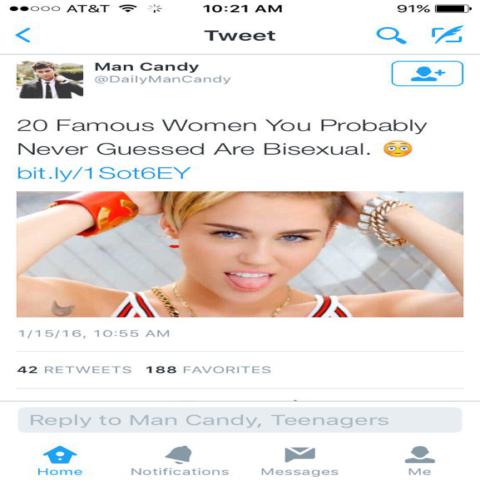 AT&T 10:21 AM 91%
Tweet
Man Candy
@DailyManCandy
20 Famous Women You Probably
Never Guessed Are Bisexual. 😳
bit.ly/1Sot6EY
1/15/16, 10:55 AM
42 RETWEETS 188 FAVORITES
Reply to Man Candy, Teenagers
Home Notifications Messages Me